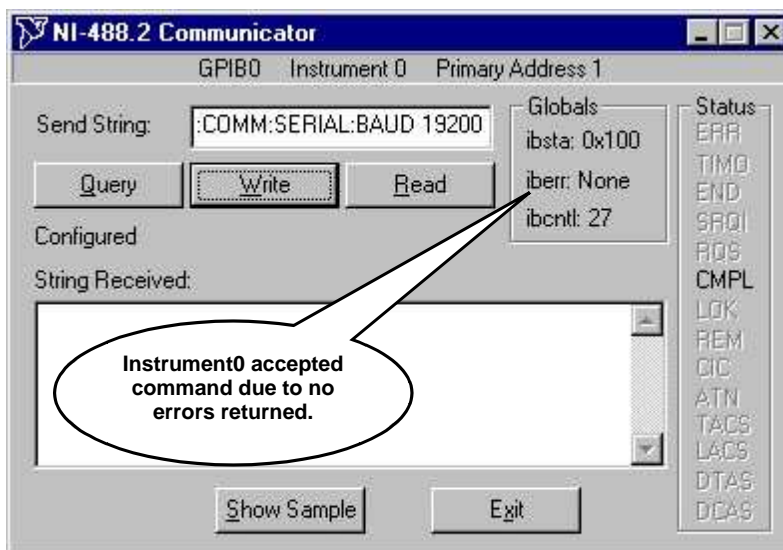 NI-488.2 Communicator
GPIB0 Instrument 0 Primary Address 1
Send String: :COMM:SERIAL:BAUD 19200
Query Write Read
Configured
String Received:
Instrument0 accepted
command due to no
errors returned.
Show Sample Exit
Globals
ibsta: 0x100
iberr: None
ibcntl: 27
Status
ERR
TIMO
END
SRQI
RQS
CMPL
LOK
REM
CIC
ATN
TACS
LACS
DTAS
DCAS